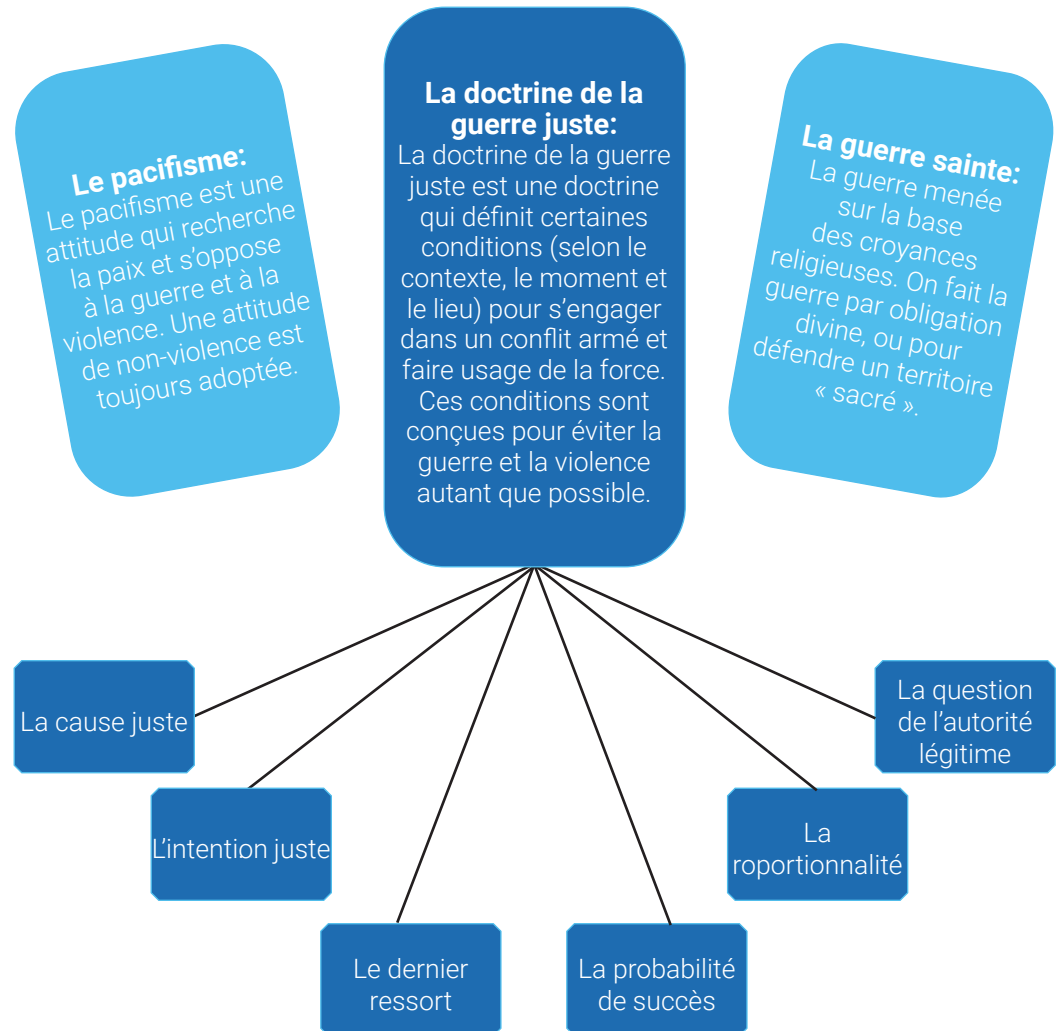 Le pacifisme:
Le pacifisme est une
attitude qui recherche
la paix et s’oppose
à la guerre et à la
violence. Une attitude
de non-violence est
toujours adoptée.
La doctrine de la
guerre juste:
La doctrine de la guerre
juste est une doctrine
qui définit certaines
conditions (selon le
contexte, le moment et
le lieu) pour s’engager
dans un conflit armé et
faire usage de la force.
Ces conditions sont
conçues pour éviter la
guerre et la violence
autant que possible.
La guerre sainte:
La guerre menée
sur la base
des croyances
religieuses. On fait la
guerre par obligation
divine, ou pour
défendre un territoire
« sacré ».
La cause juste
L’intention juste
Le dernier
ressort
La probabilité
de succès
La
roportionnalité
La question
de l’autorité
légitime